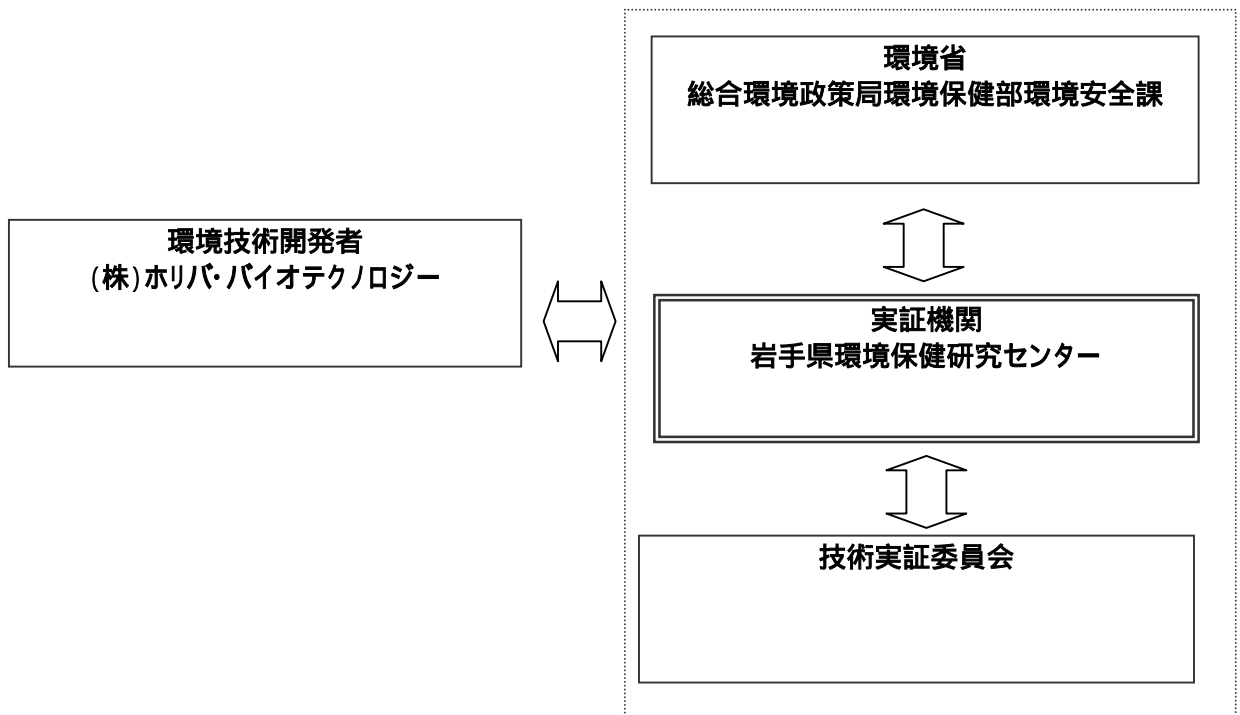 環境省
総合環境政策局環境保健部環境安全課
環境技術開発者
(株)ホリバ・バイオテクノロジー
実証機関
岩手県環境保健研究センター
技術実証委員会